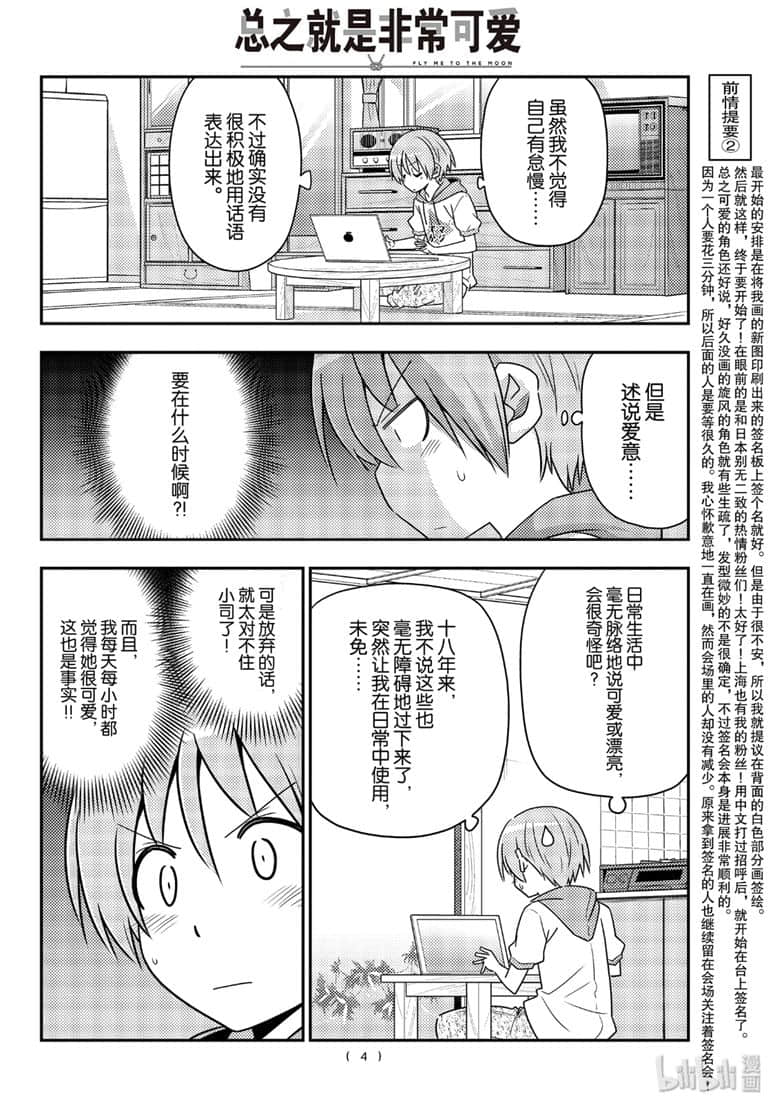 总之就是非常可爱
FLY ME TO THE MOON
前情提要②
最开始的安排是在将我画的新图印刷出来的签名板上签个名就好。但是由于很不安，所以我就提议在背面的白色部分画签绘。
然后就这样，终于要开始了！在眼前的是和日本别无二致的热情粉丝们！太好了！上海也有我的粉丝！用中文打过招呼后，就开始在台上签名了。
总之可爱的角色还好说，好久没画的旋风的角色就有些生疏了，发型微妙的不是很确定，不过签名会本身是进展非常顺利的。
因为一个人要花三分钟，所以后面的人是要等很久的。我心怀歉意地一直在画，然而会场里的人却没有减少。原来拿到签名的人也继续留在会场关注着签名会，
虽然我不觉得
自己有怠慢……
不过确实没有
很积极地用话语
表达出来。
但是
述说爱意……
要在什么时候啊?!
日常生活中
毫无脉络地说可爱或漂亮，
会很奇怪吧？
十八年来，
我不说这些也
毫无障碍地过下来了，
突然让我在日常中使用，
未免……
可是放弃的话，
就太对不住
小司了！
而且，
我每天每小时都
觉得她很可爱，
这也是事实!!
( 4 )
bilibili 漫画